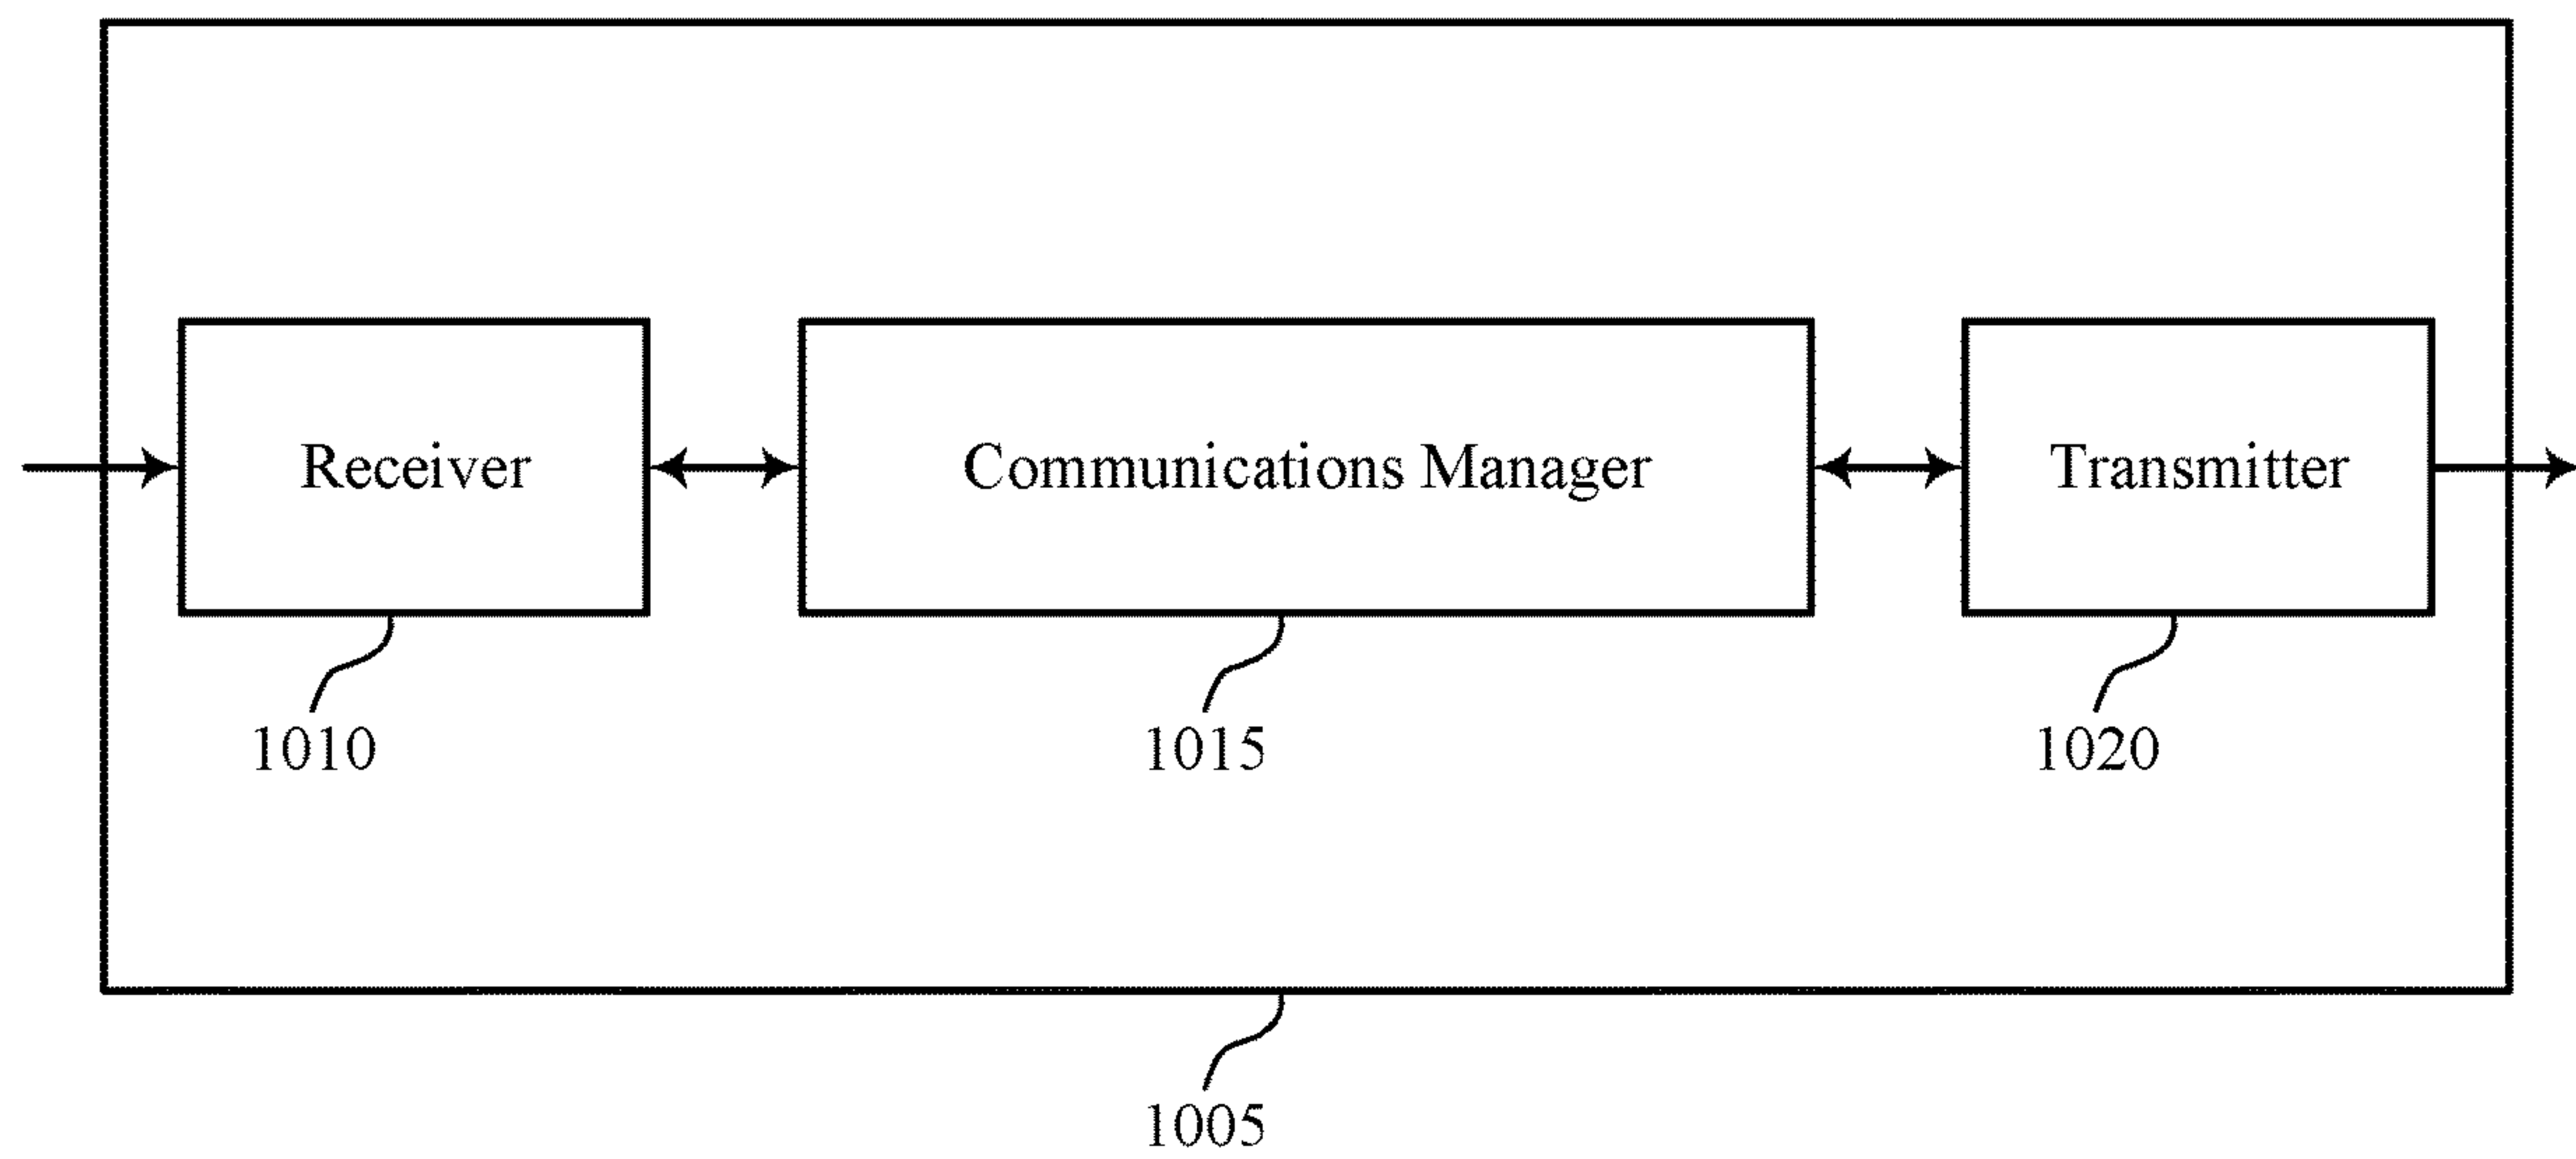 Receiver
Communications Manager
Transmitter
1010
1015
1020
1005